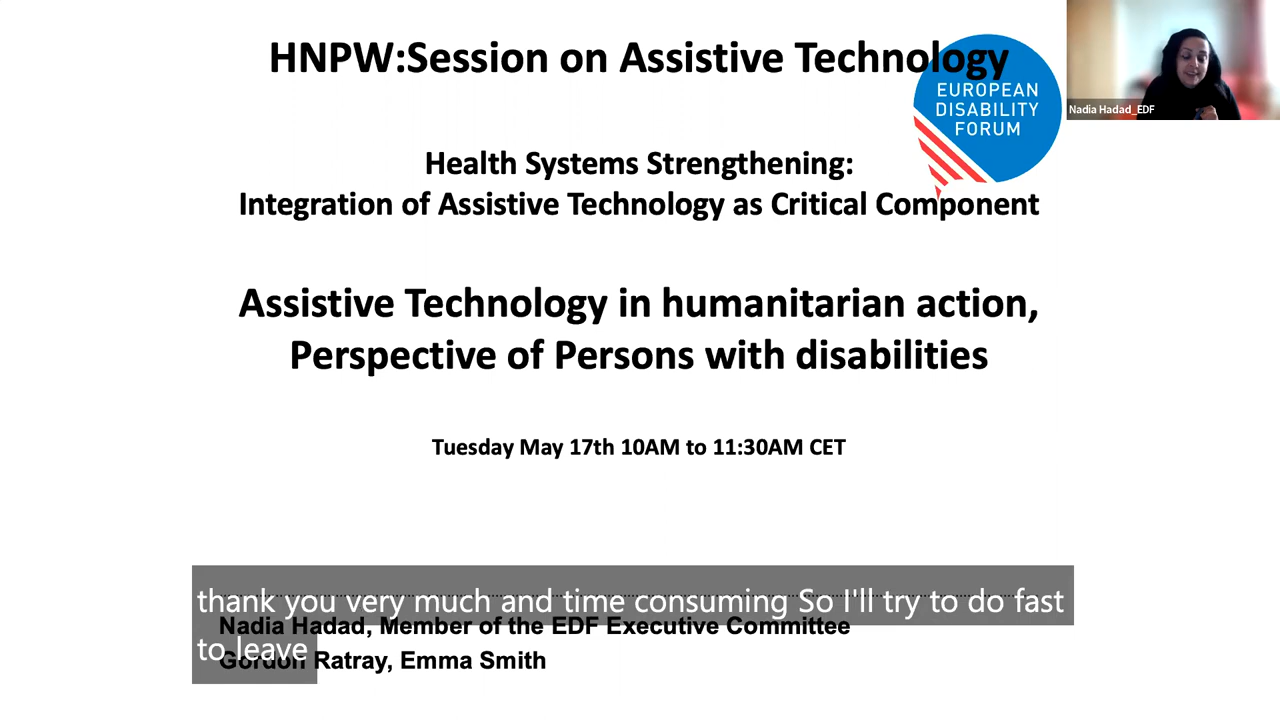 HNPW:Session on Assistive Technology
EUROPEAN
DISABILITY
FORUM
Nadia Hadad_EDF
Health Systems Strengthening:
Integration of Assistive Technology as Critical Component
Assistive Technology in humanitarian action,
Perspective of Persons with disabilities
Tuesday May 17th 10AM to 11:30AM CET
thank you very much and time consuming So I'll try to do fast
to leave
Nadia Hadad, Member of the EDF Executive Committee
Gordon Ratray, Emma Smith